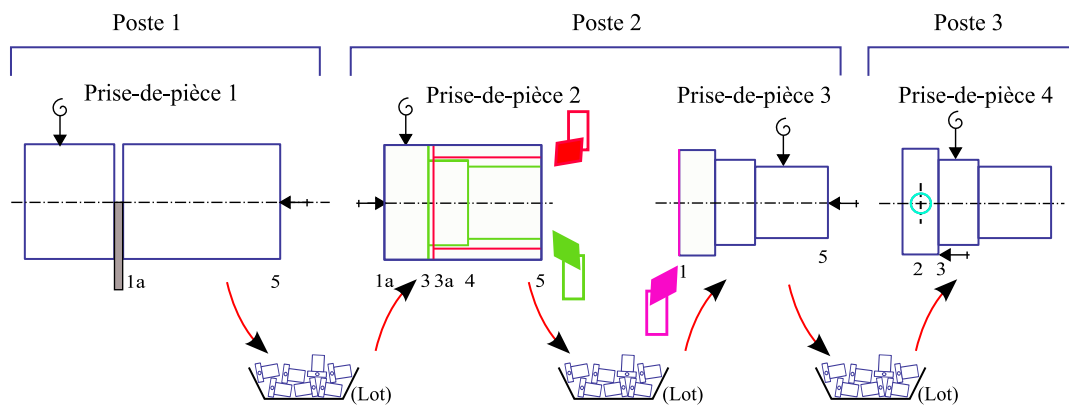 Poste 1
Poste 2
Poste 3
Prise-de-pièce 1
Prise-de-pièce 2
Prise-de-pièce 3
Prise-de-pièce 4
1a
5
1a
3
3a
4
5
1
5
2
3
(Lot)
(Lot)
(Lot)